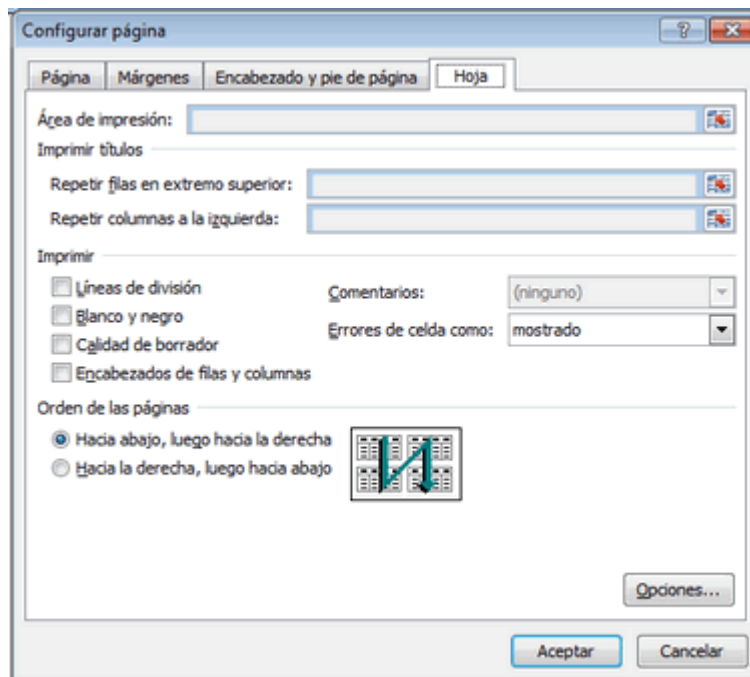 Configurar página
Página Márgenes Encabezado y pie de página Hoja
Área de impresión:
Imprimir títulos
Repetir filas en extremo superior:
Repetir columnas a la izquierda:
Imprimir
Líneas de división
Comentarios: (ninguno)
Blanco y negro
Errores de celda como: mostrado
Calidad de borrador
Encabezados de filas y columnas
Orden de las páginas
Hacia abajo, luego hacia la derecha
Hacia la derecha, luego hacia abajo
Opciones...
Aceptar Cancelar